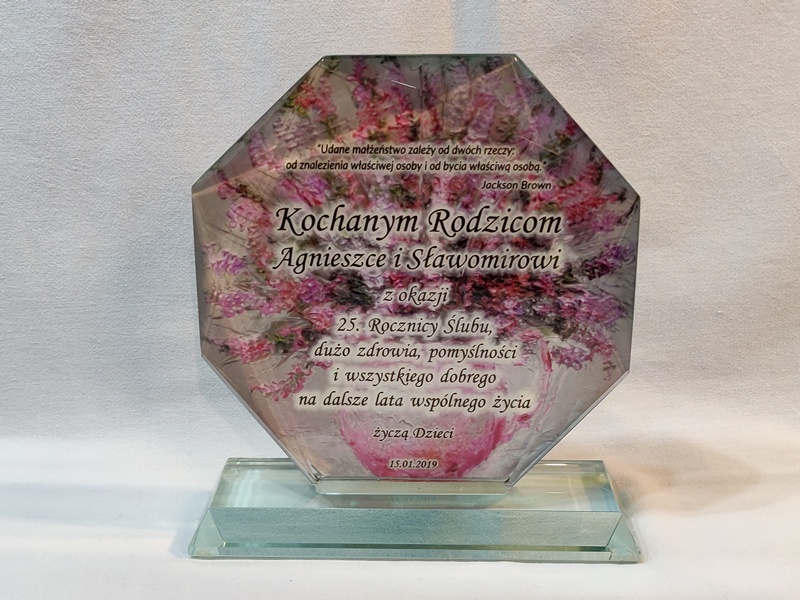 "Udane małżeństwo zależy od dwóch rzeczy:
od znalezienia właściwej osoby i od bycia właściwą osobą."
Jackson Brown
Kochanym Rodzicom
Agnieszce i Sławomirowi
z okazji
25. Rocznicy Ślubu,
dużo zdrowia, pomyślności
i wszystkiego dobrego
na dalsze lata wspólnego życia
życzą Dzieci
15.01.2019